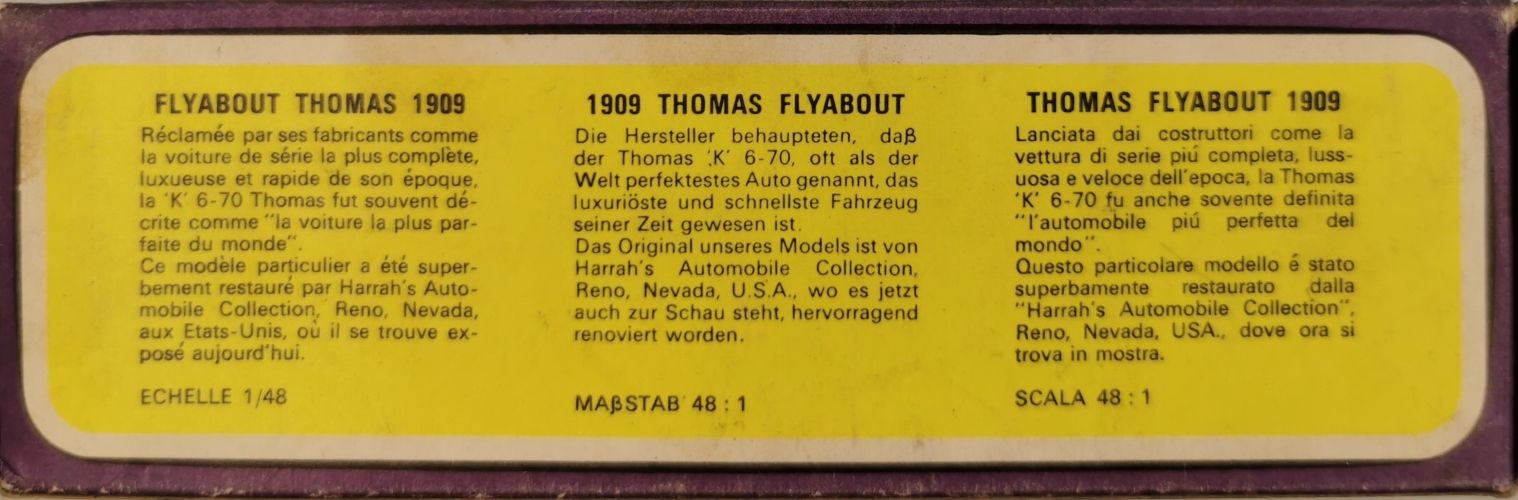 FLYABOUT THOMAS 1909
Réclamée par ses fabricants comme
la voiture de série la plus complète,
luxueuse et rapide de son époque,
la 'K' 6-70 Thomas fut souvent dé-
crite comme "la voiture la plus par-
faite du monde".
Ce modèle particulier a été super-
bement restauré par Harrah's Auto-
mobile Collection, Reno, Nevada,
aux Etats-Unis, où il se trouve ex-
posé aujourd'hui.
ECHELLE 1/48
1909 THOMAS FLYABOUT
Die Hersteller behaupteten, daß
der Thomas 'K' 6-70, oft als der
Welt perfektestes Auto genannt, das
luxuriöste und schnellste Fahrzeug
seiner Zeit gewesen ist.
Das Original unseres Models ist von
Harrah's Automobile Collection,
Reno, Nevada, U.S.A., wo es jetzt
auch zur Schau steht, hervorragend
renoviert worden.
MAßSTAB 48 : 1
THOMAS FLYABOUT 1909
Lanciata dai costruttori come la
vettura di serie piú completa, luss-
uosa e veloce dell'epoca, la Thomas
'K' 6-70 fu anche sovente definita
"l'automobile piú perfetta del
mondo".
Questo particolare modello é stato
superbamente restaurato dalla
"Harrah's Automobile Collection",
Reno, Nevada, USA., dove ora si
trova in mostra.
SCALA 48 : 1